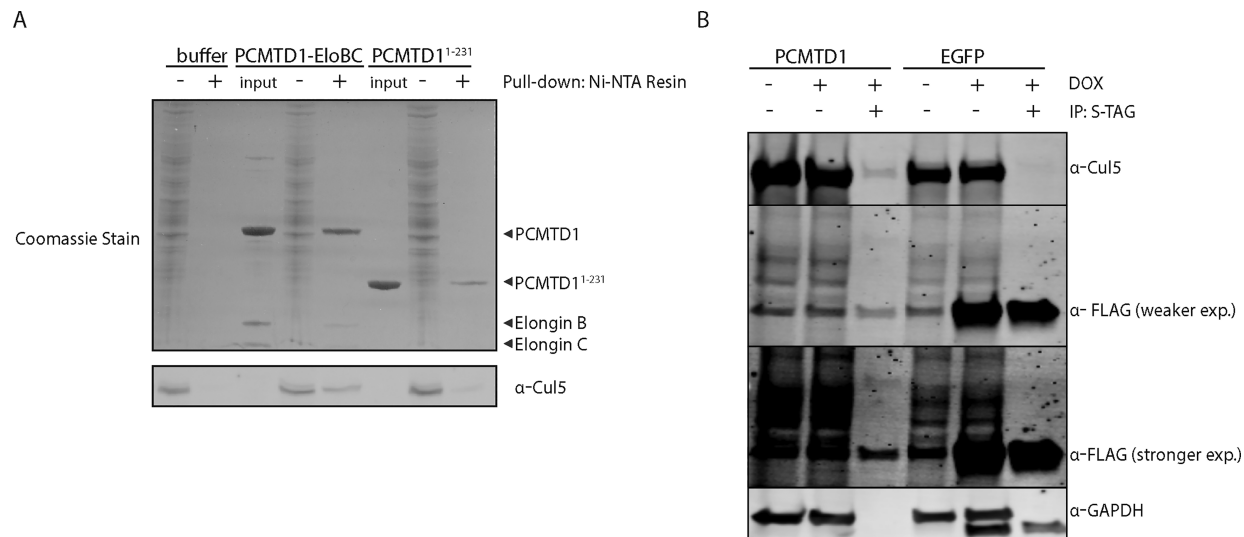 A
buffer PCMTD1-EloBC PCMTD1¹⁻²³¹
- + input - + input - + Pull-down: Ni-NTA Resin
Coomassie Stain
◄PCMTD1
◄PCMTD1¹⁻²³¹
◄Elongin B
◄Elongin C
α-Cul5
B
PCMTD1 EGFP
- + + - + + DOX
- - + - - + IP: S-TAG
α-Cul5
α- FLAG (weaker exp.)
α-FLAG (stronger exp.)
α-GAPDH